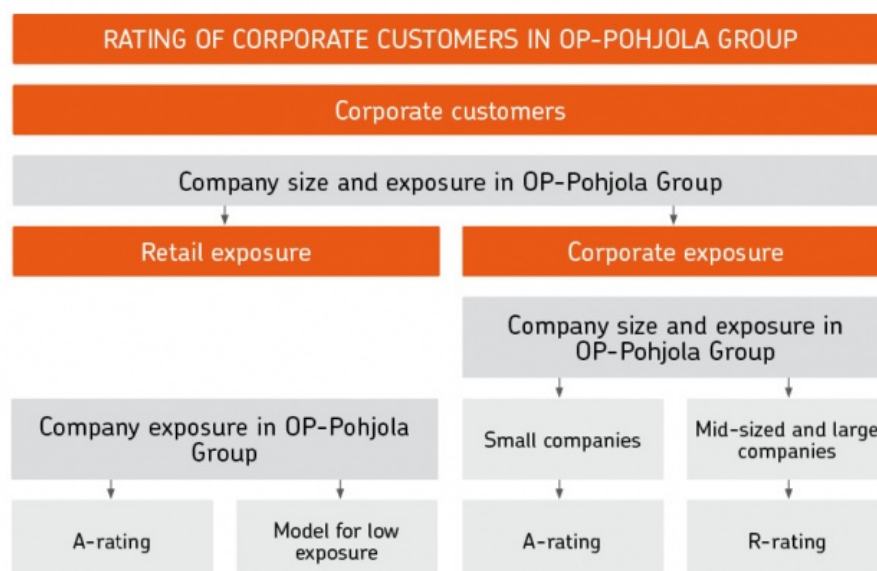 RATING OF CORPORATE CUSTOMERS IN OP-POHJOLA GROUP
Corporate customers
Company size and exposure in OP-Pohjola Group
Retail exposure
Corporate exposure
Company size and exposure in
OP-Pohjola Group
Company exposure in OP-Pohjola
Group
Small companies
Mid-sized and large
companies
A-rating
Model for low
exposure
A-rating
R-rating